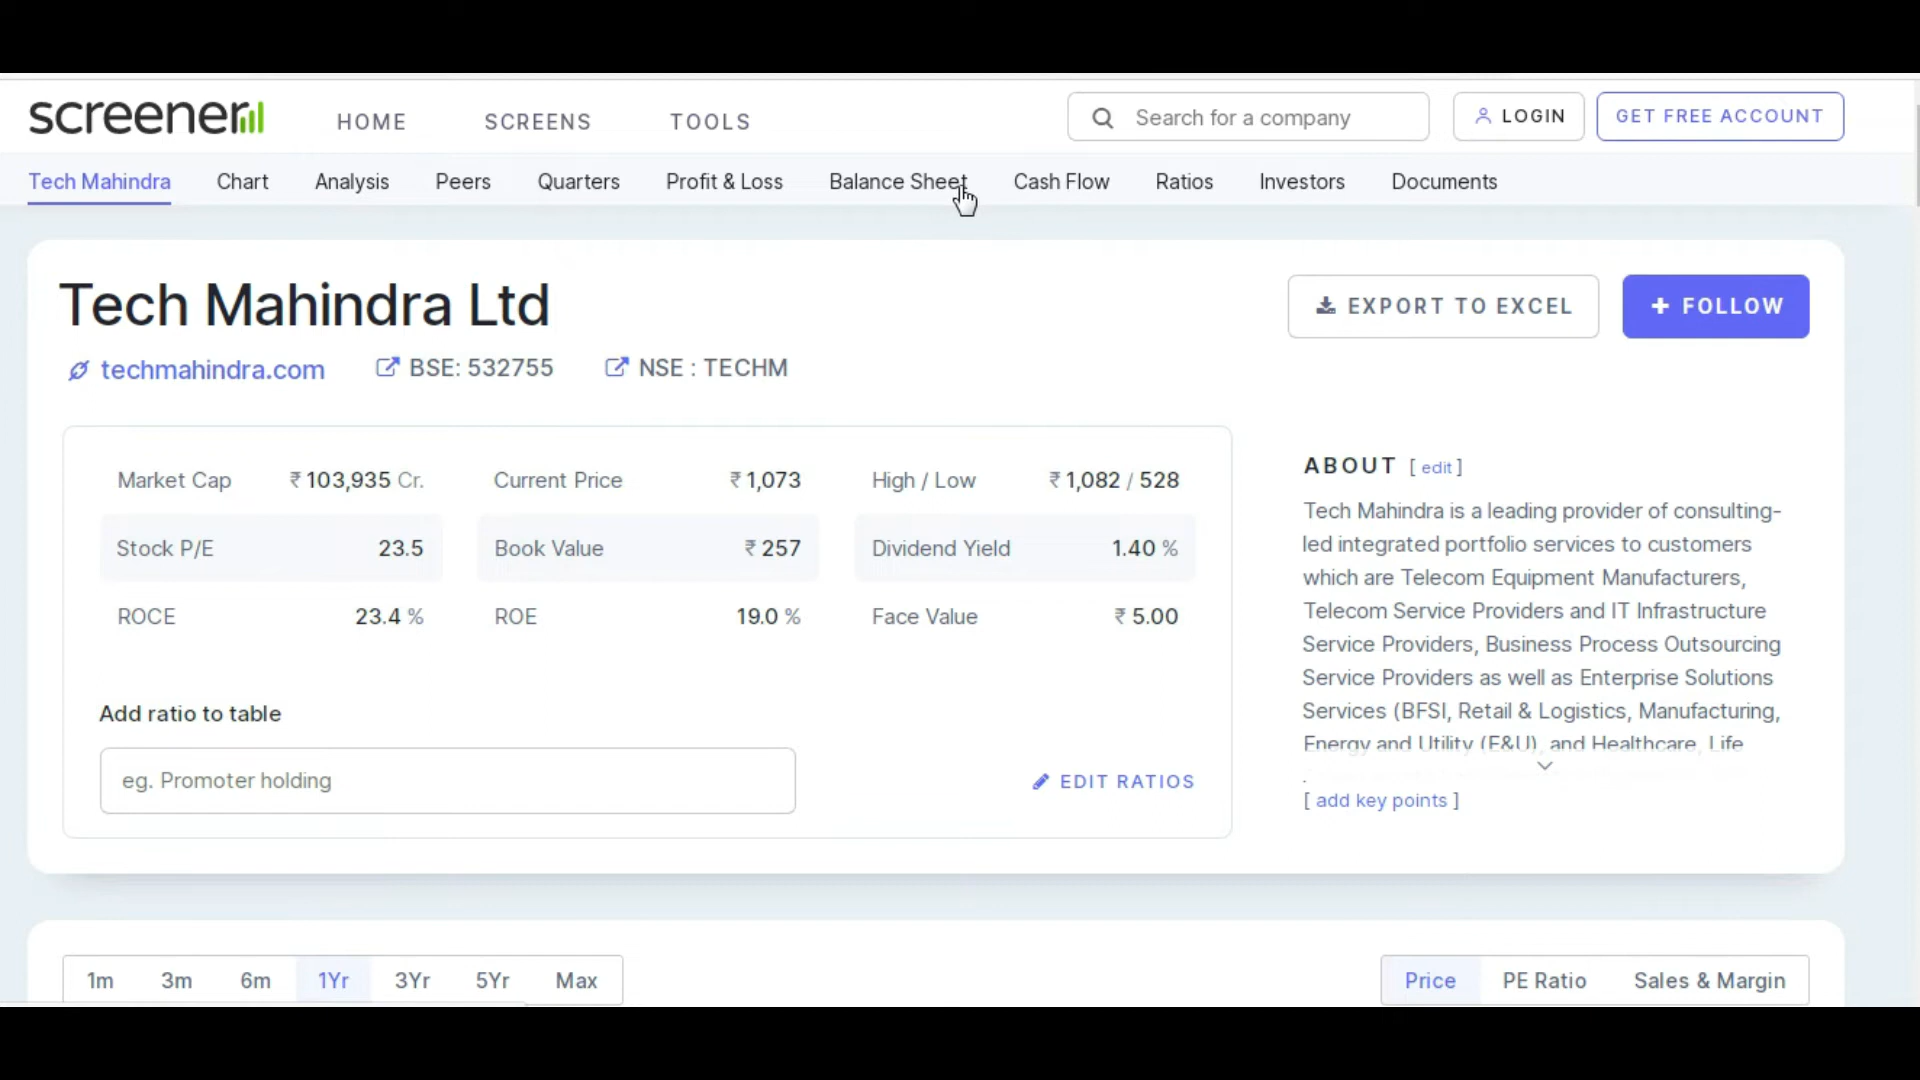 screener
HOME SCREENS TOOLS Search for a company LOGIN GET FREE ACCOUNT
Tech Mahindra Chart Analysis Peers Quarters Profit & Loss Balance Sheet Cash Flow Ratios Investors Documents
Tech Mahindra Ltd
EXPORT TO EXCEL + FOLLOW
techmahindra.com BSE: 532755 NSE : TECHM
Market Cap ₹ 103,935 Cr. Current Price ₹ 1,073 High / Low ₹ 1,082 / 528
Stock P/E 23.5 Book Value ₹ 257 Dividend Yield 1.40 %
ROCE 23.4 % ROE 19.0 % Face Value ₹ 5.00
Add ratio to table
eg. Promoter holding
EDIT RATIOS
ABOUT [ edit ]
Tech Mahindra is a leading provider of consulting-
led integrated portfolio services to customers
which are Telecom Equipment Manufacturers,
Telecom Service Providers and IT Infrastructure
Service Providers, Business Process Outsourcing
Service Providers as well as Enterprise Solutions
Services (BFSI, Retail & Logistics, Manufacturing,
Energy and Utility (E&U), and Healthcare, Life
.
[ add key points ]
1m 3m 6m 1Yr 3Yr 5Yr Max
Price PE Ratio Sales & Margin